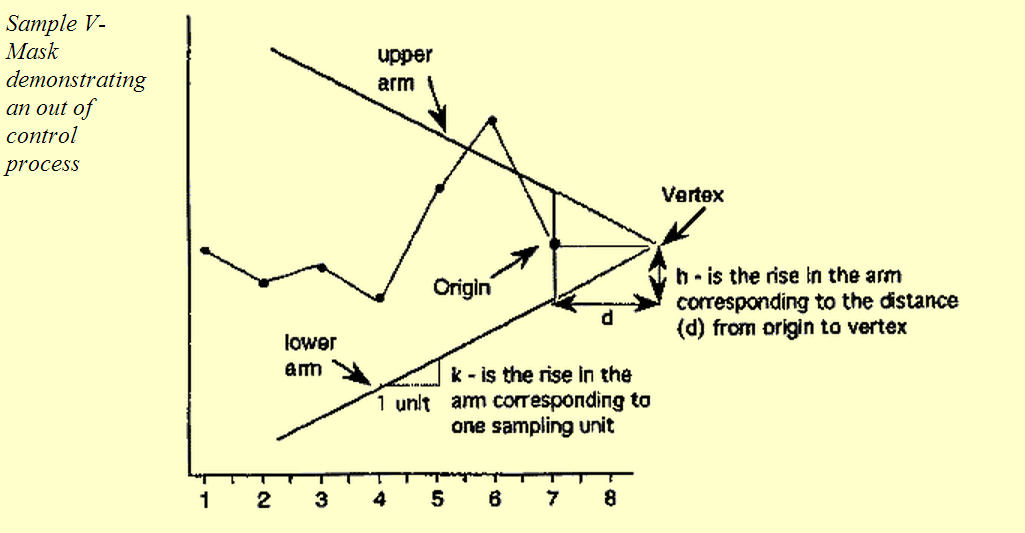 Sample V-
Mask
demonstrating
an out of
control
process
upper
arm
Vertex
Origin
h - is the rise in the arm
corresponding to the distance
(d) from origin to vertex
d
lower
arm
k - is the rise in the
arm corresponding to
one sampling unit
1 unit
1 2 3 4 5 6 7 8